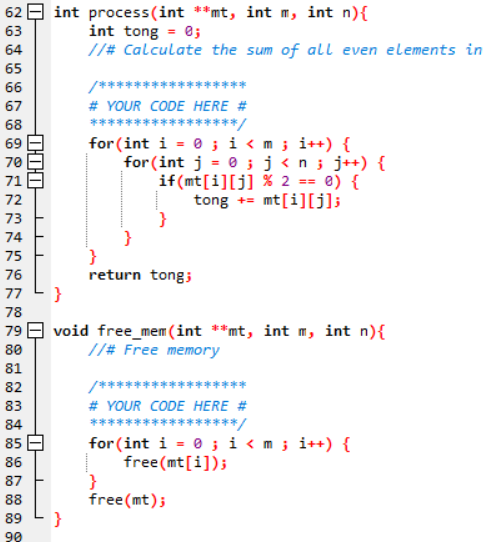 62 int process(int **mt, int m, int n){
63     int tong = 0;
64     //# Calculate the sum of all even elements in
65
66     /*****************
67     # YOUR CODE HERE #
68     *****************/
69     for(int i = 0 ; i < m ; i++) {
70         for(int j = 0 ; j < n ; j++) {
71             if(mt[i][j] % 2 == 0) {
72                 tong += mt[i][j];
73             }
74         }
75     }
76     return tong;
77 }
78
79 void free_mem(int **mt, int m, int n){
80     //# Free memory
81
82     /*****************
83     # YOUR CODE HERE #
84     *****************/
85     for(int i = 0 ; i < m ; i++) {
86         free(mt[i]);
87     }
88     free(mt);
89 }
90